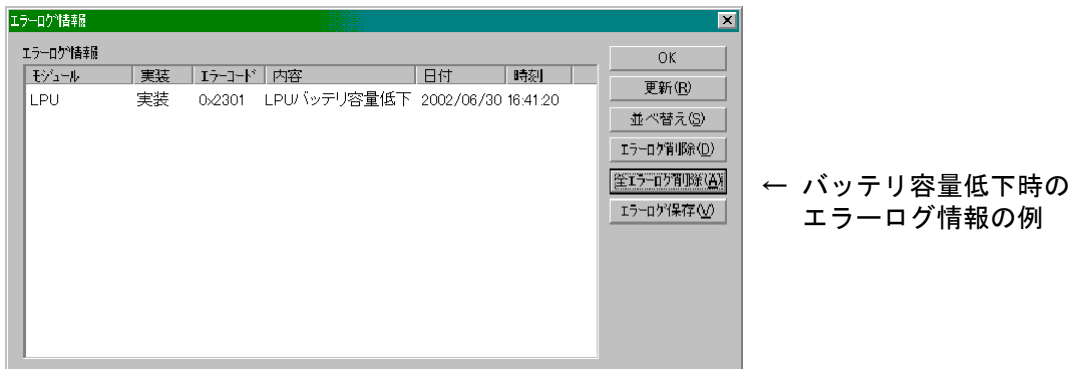 ｴﾗｰﾛｸﾞ情報
ｴﾗｰﾛｸﾞ情報
ﾓｼﾞｭｰﾙ 実装 ｴﾗｰｺｰﾄﾞ 内容 日付 時刻
LPU 実装 0x2301 LPUバッテリ容量低下 2002/06/30 16:41:20
OK
更新(R)
並べ替え(S)
ｴﾗｰﾛｸﾞ削除(D)
全ｴﾗｰﾛｸﾞ削除(A)
ｴﾗｰﾛｸﾞ保存(V)
← バッテリ容量低下時の
エラーログ情報の例